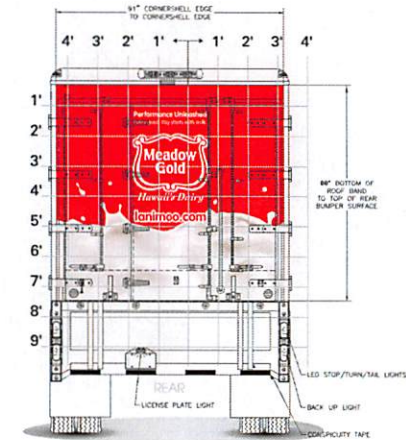 91" CORNERSHELL EDGE
TO CORNERSHELL EDGE
4' 3' 2' 1' 1' 2' 3' 4'
1'
2'
3'
4'
5'
6'
7'
8'
9'
Performance Unleashed
Meadow
Gold
Hawaii's Dairy
lanimoo.com
BOTTOM OF
ROOF BAND
TO TOP OF REAR
BUMPER SURFACE
LED STOP/TURN/TAIL LIGHTS
BACK UP LIGHT
REAR
LICENSE PLATE LIGHT
CONSPICUITY TAPE